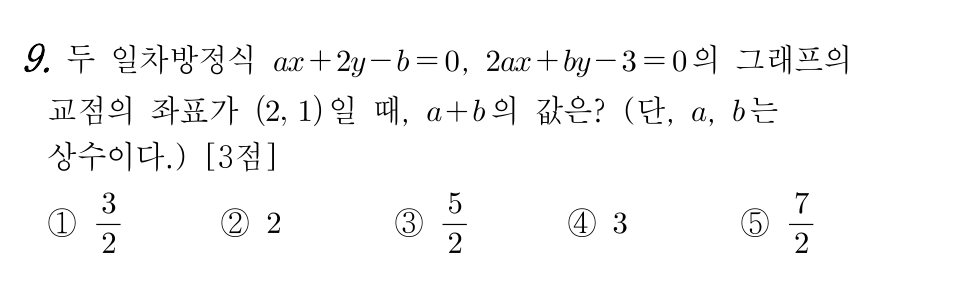 9. 두 일차방정식 ax+2y−b=0, 2ax+by−3=0의 그래프의
교점의 좌표가 (2, 1)일 때, a+b의 값은? (단, a, b는
상수이다.) [3점]
① 3/2 ② 2 ③ 5/2 ④ 3 ⑤ 7/2